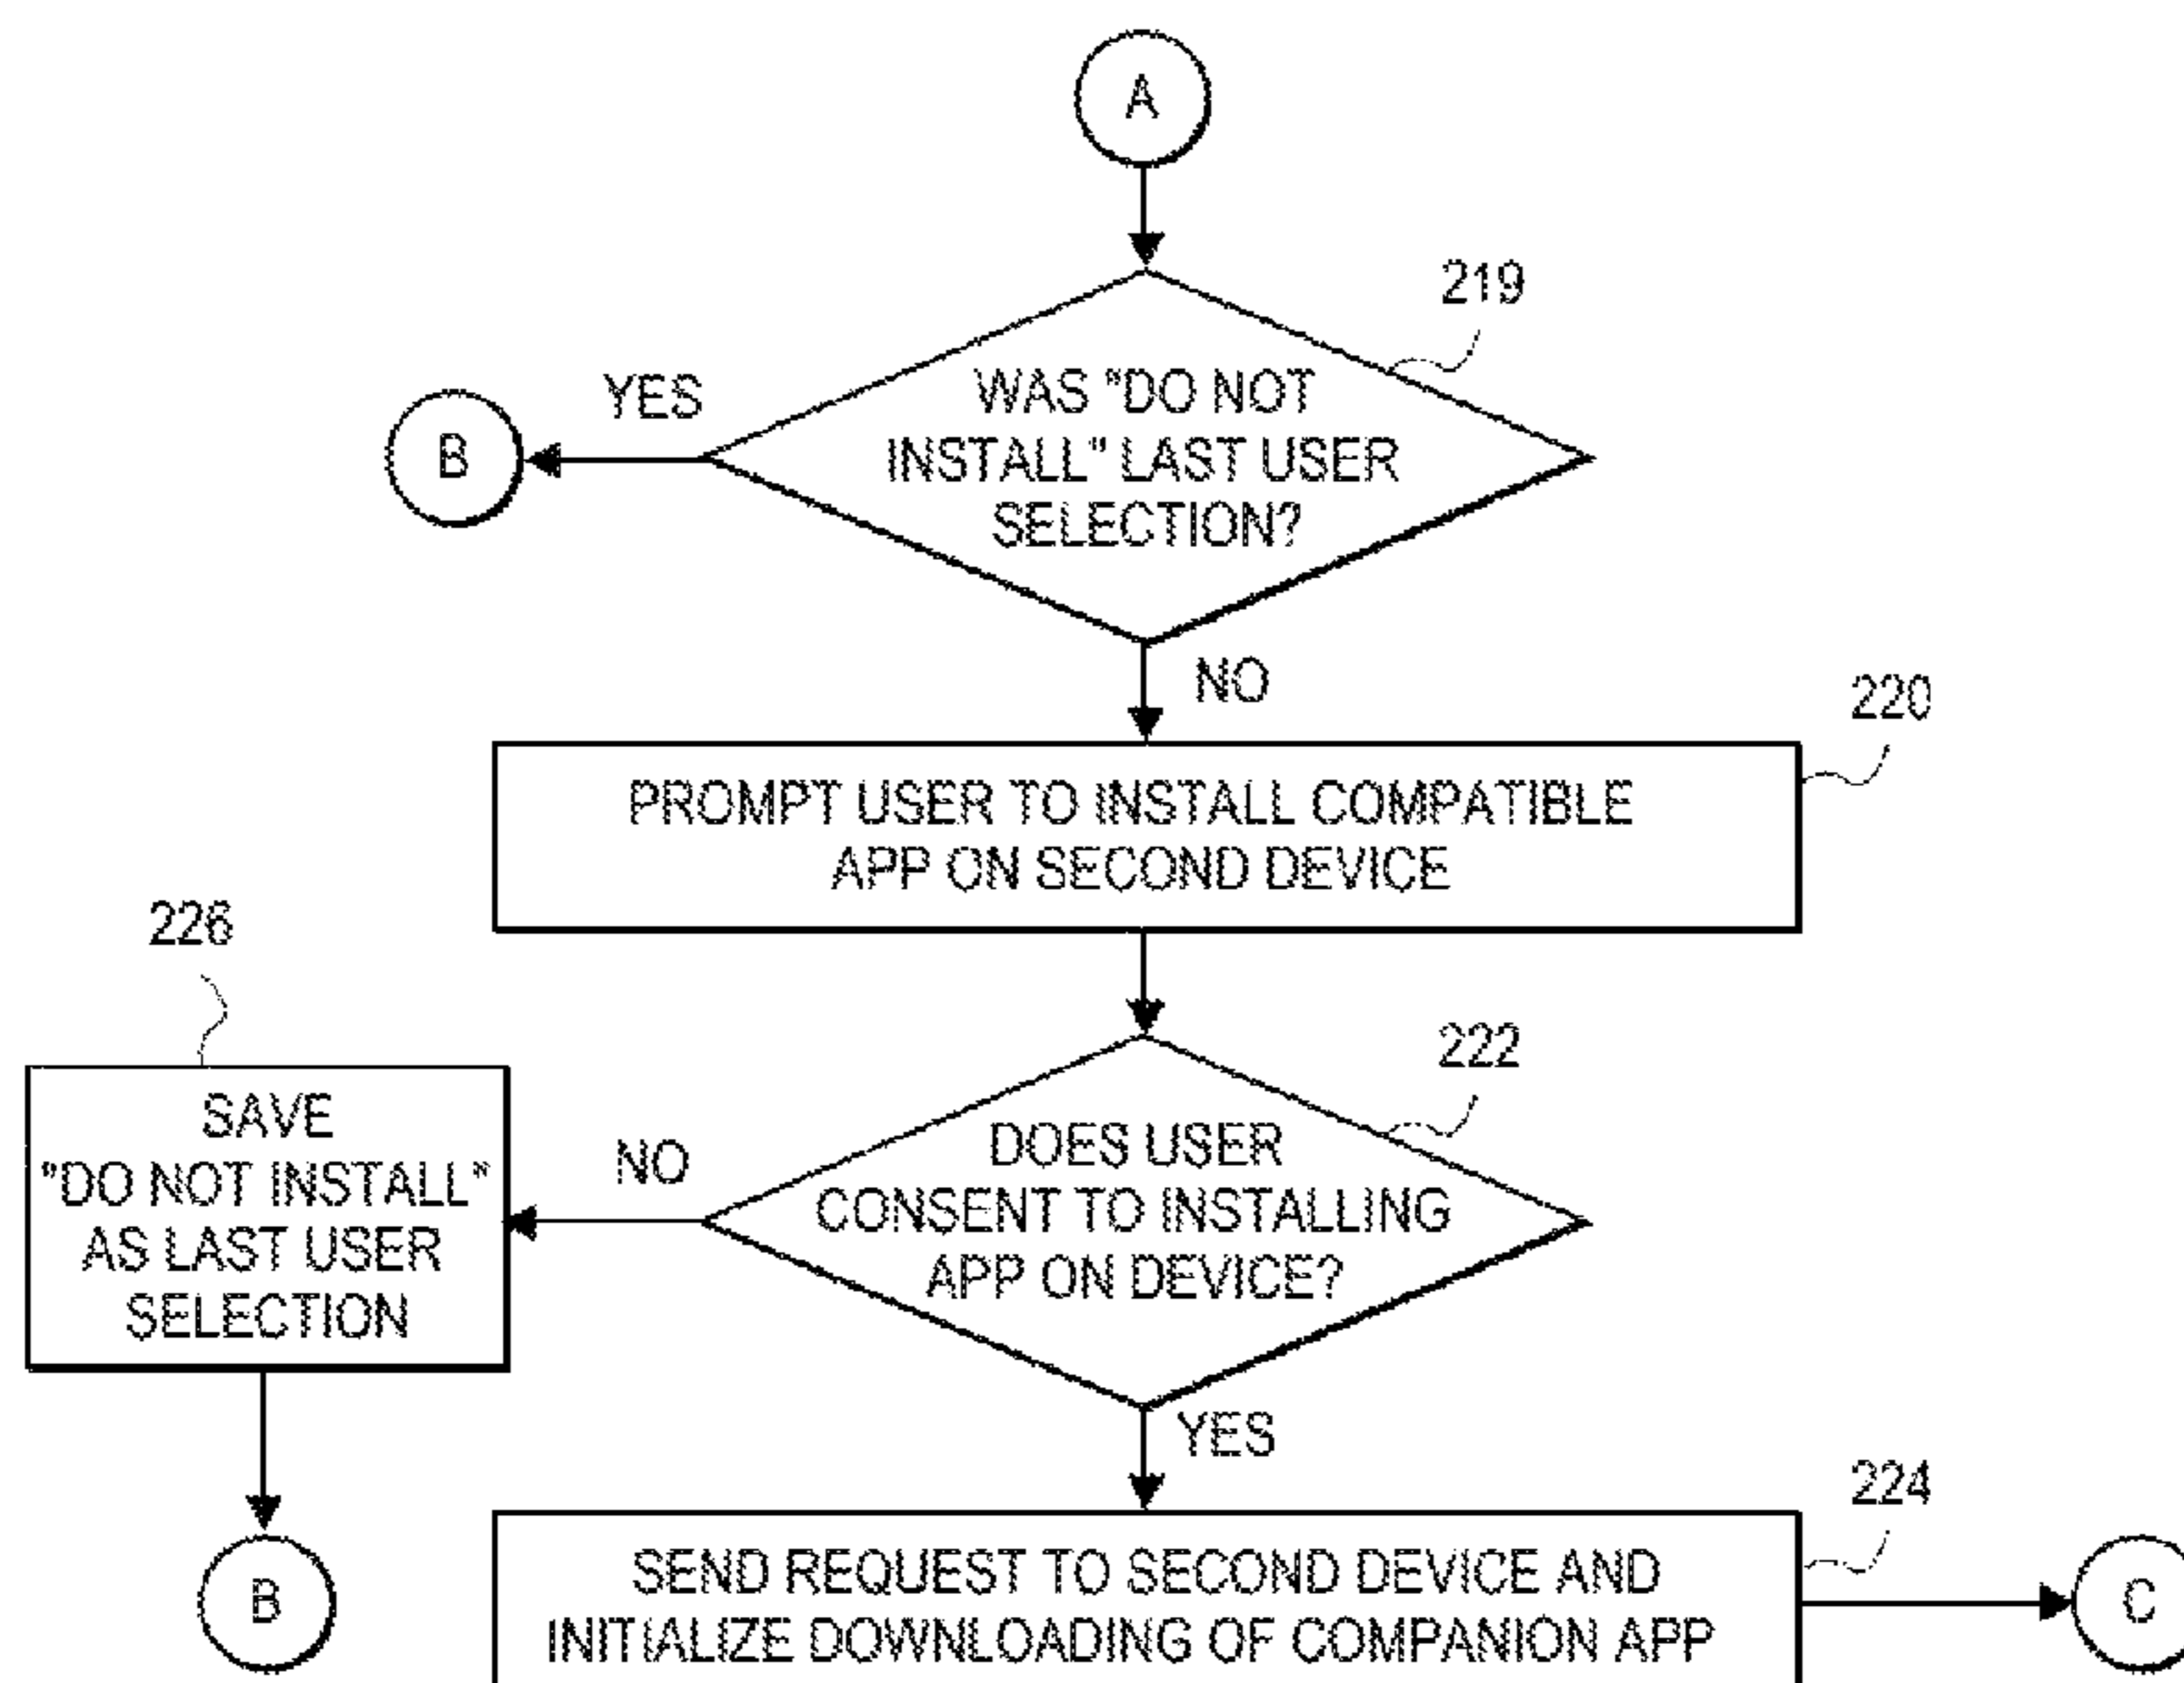 A
219
YES
WAS "DO NOT
INSTALL" LAST USER
SELECTION?
B
NO
220
PROMPT USER TO INSTALL COMPATIBLE
APP ON SECOND DEVICE
226
222
SAVE
"DO NOT INSTALL"
AS LAST USER
SELECTION
NO
DOES USER
CONSENT TO INSTALLING
APP ON DEVICE?
YES
224
B
SEND REQUEST TO SECOND DEVICE AND
INITIALIZE DOWNLOADING OF COMPANION APP
C